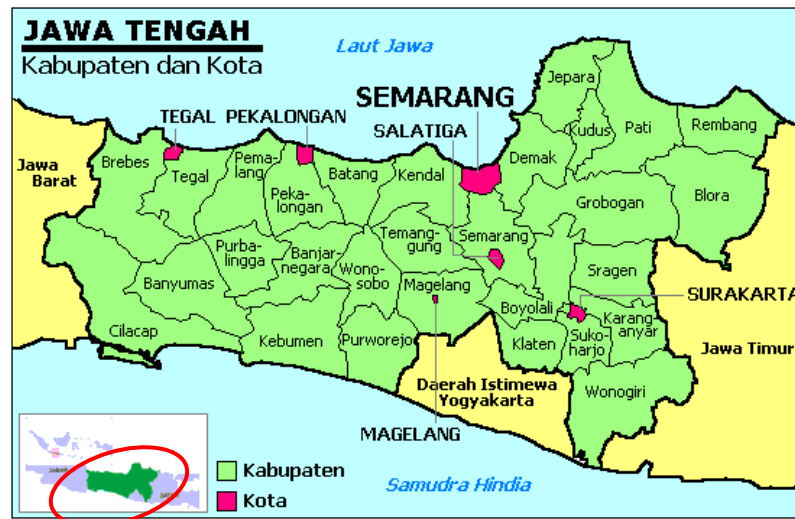 JAWA TENGAH
Kabupaten dan Kota
Laut Jawa
Jepara
SEMARANG
TEGAL PEKALONGAN
SALATIGA
Kudus
Pati
Rembang
Demak
Brebes
Jawa
Barat
Tegal
Pema-
lang
Batang
Kendal
Peka-
longan
Grobogan
Blora
Temang-
gung
Semarang
Purba-
lingga
Banjar-
negara
Wono-
sobo
Banyumas
Magelang
Sragen
Boyolali
SURAKARTA
Cilacap
Kebumen
Purworejo
Klaten
Suko-
harjo
Karang-
anyar
Jawa Timur
Daerah Istimewa
Yogyakarta
Wonogiri
MAGELANG
Kabupaten
Kota
Samudra Hindia
JABAR